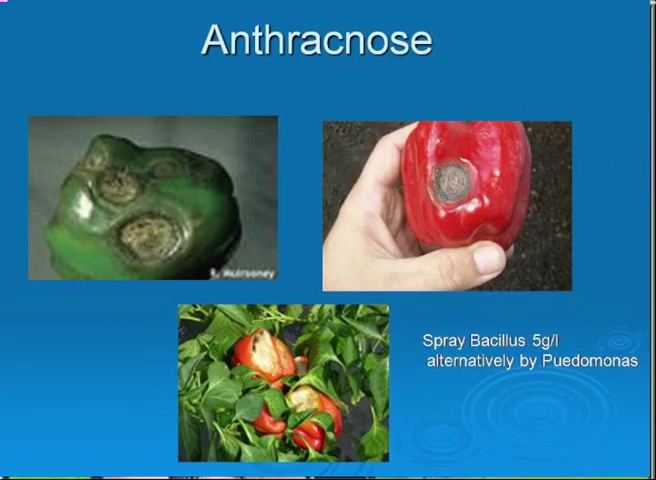 Anthracnose
Spray Bacillus 5g/l
alternatively by Puedomonas